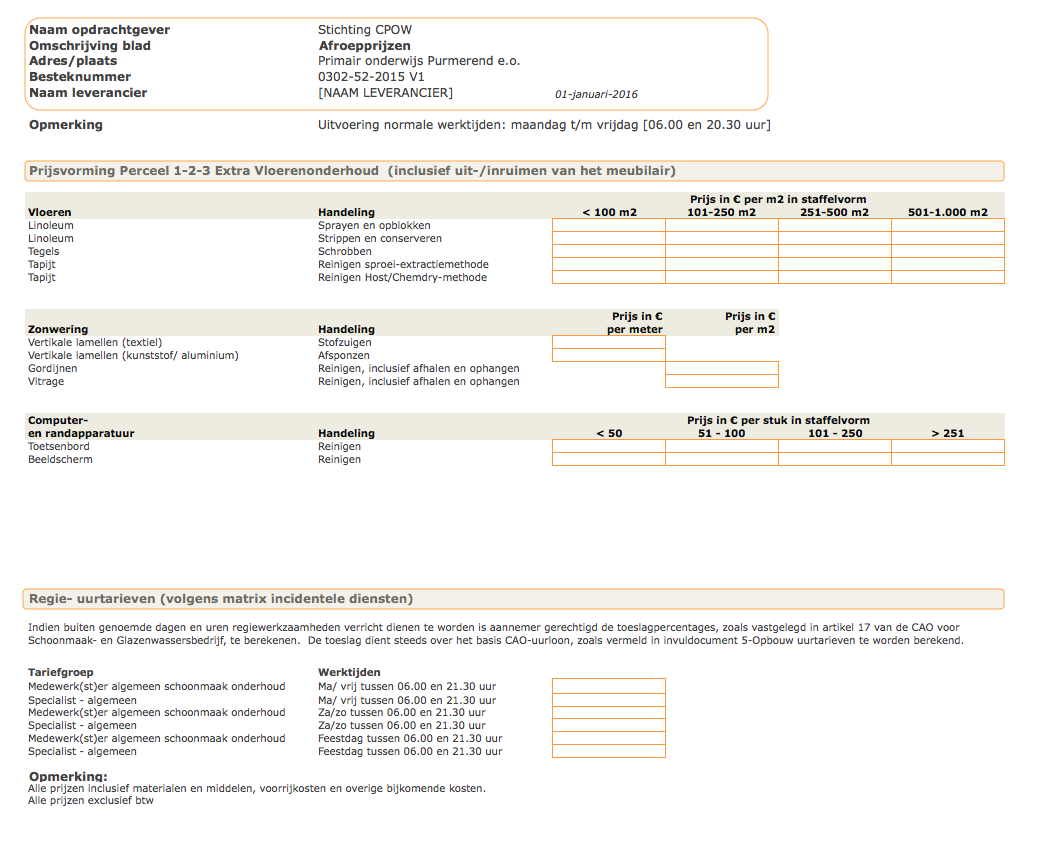 Naam opdrachtgever Stichting CPOW
Omschrijving blad Afroepprijzen
Adres/plaats Primair onderwijs Purmerend e.o.
Besteknummer 0302-52-2015 V1
Naam leverancier [NAAM LEVERANCIER] 01-januari-2016
Opmerking Uitvoering normale werktijden: maandag t/m vrijdag [06.00 en 20.30 uur]
Prijsvorming Perceel 1-2-3 Extra Vloerenonderhoud (inclusief uit-/inruimen van het meubilair)
Prijs in € per m2 in staffelvorm
Vloeren Handeling < 100 m2 101-250 m2 251-500 m2 501-1.000 m2
Linoleum Sprayen en opblokken
Linoleum Strippen en conserveren
Tegels Schrobben
Tapijt Reinigen sproei-extractiemethode
Tapijt Reinigen Host/Chemdry-methode
Prijs in € Prijs in €
Zonwering Handeling per meter per m2
Vertikale lamellen (textiel) Stofzuigen
Vertikale lamellen (kunststof/ aluminium) Afsponzen
Gordijnen Reinigen, inclusief afhalen en ophangen
Vitrage Reinigen, inclusief afhalen en ophangen
Computer- Prijs in € per stuk in staffelvorm
en randapparatuur Handeling < 50 51 - 100 101 - 250 > 251
Toetsenbord Reinigen
Beeldscherm Reinigen
Regie- uurtarieven (volgens matrix incidentele diensten)
Indien buiten genoemde dagen en uren regiewerkzaamheden verricht dienen te worden is aannemer gerechtigd de toeslagpercentages, zoals vastgelegd in artikel 17 van de CAO voor
Schoonmaak- en Glazenwassersbedrijf, te berekenen. De toeslag dient steeds over het basis CAO-uurloon, zoals vermeld in invuldocument 5-Opbouw uurtarieven te worden berekend.
Tariefgroep Werktijden
Medewerk(st)er algemeen schoonmaak onderhoud Ma/ vrij tussen 06.00 en 21.30 uur
Specialist - algemeen Ma/ vrij tussen 06.00 en 21.30 uur
Medewerk(st)er algemeen schoonmaak onderhoud Za/zo tussen 06.00 en 21.30 uur
Specialist - algemeen Za/zo tussen 06.00 en 21.30 uur
Medewerk(st)er algemeen schoonmaak onderhoud Feestdag tussen 06.00 en 21.30 uur
Specialist - algemeen Feestdag tussen 06.00 en 21.30 uur
Opmerking:
Alle prijzen inclusief materialen en middelen, voorrijkosten en overige bijkomende kosten.
Alle prijzen exclusief btw